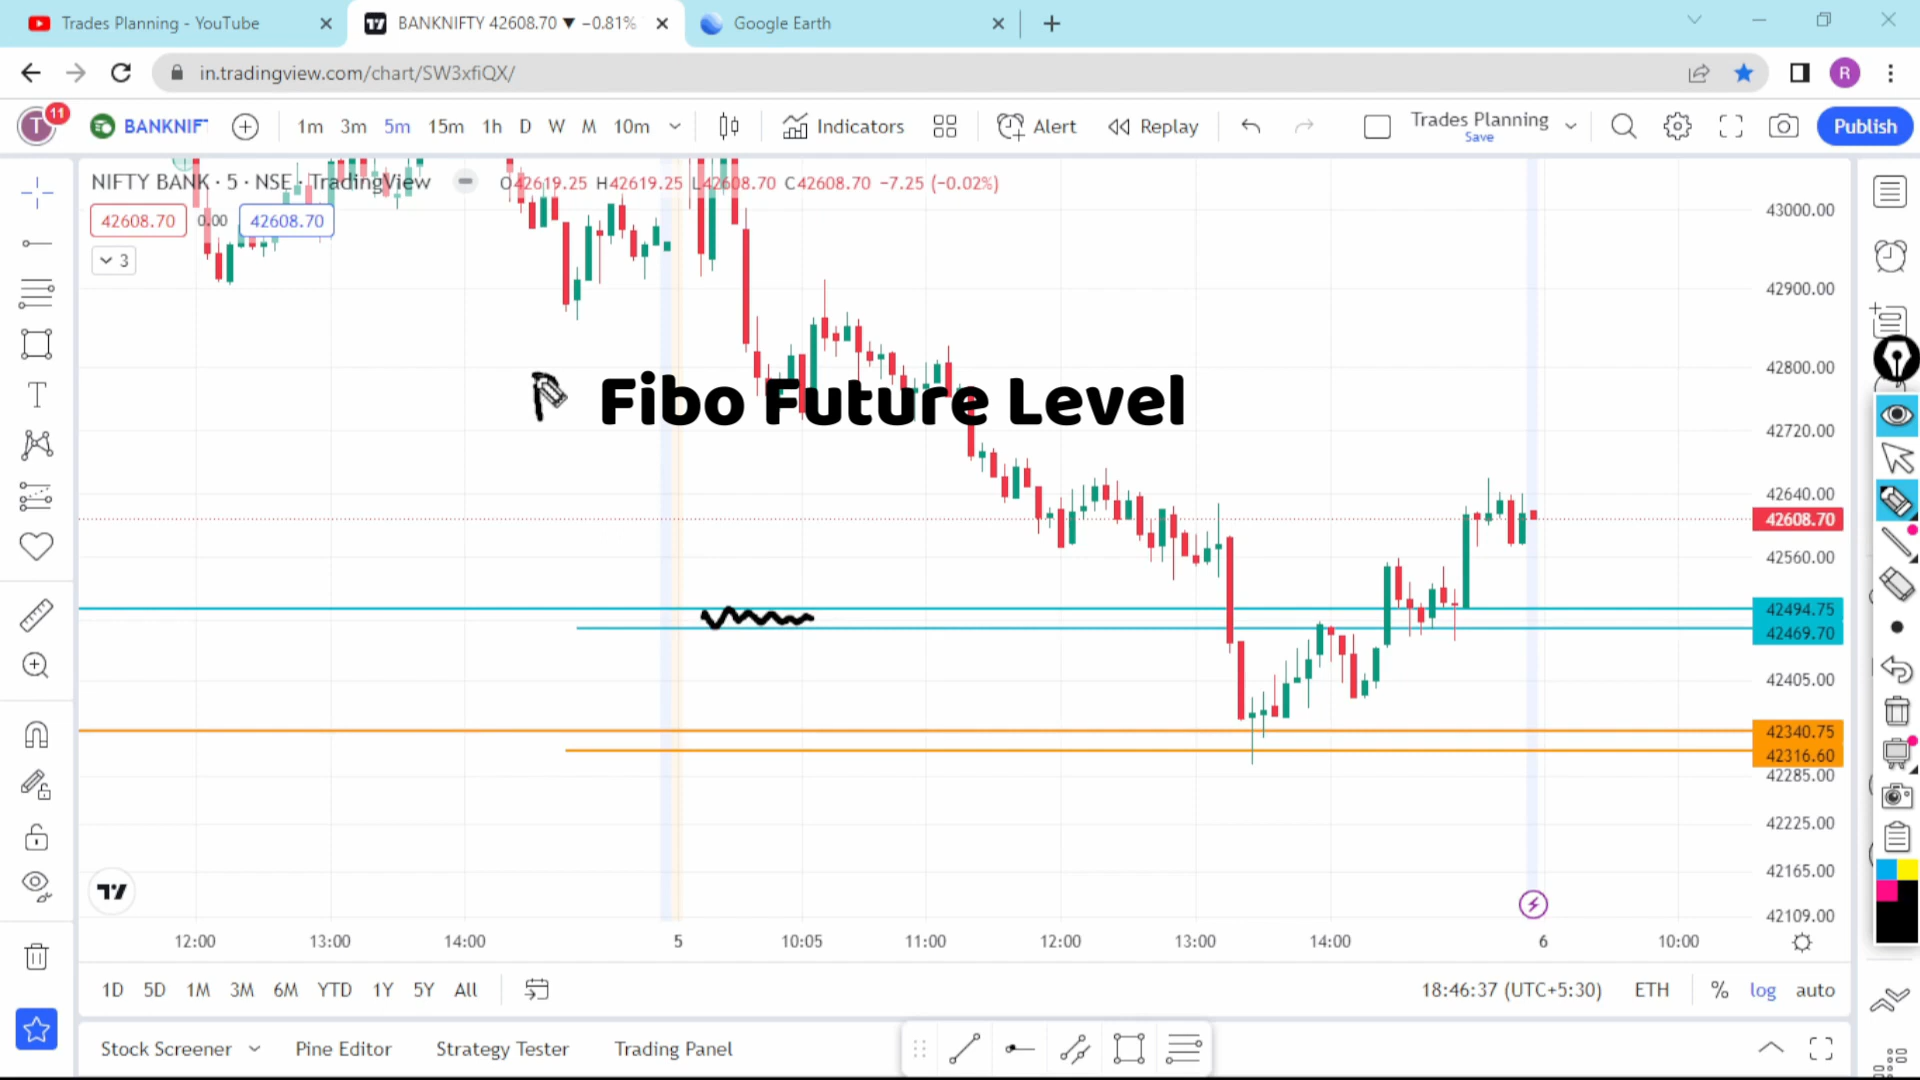 Trades Planning - YouTube
BANKNIFTY 42608.70 ▼ −0.81%
Google Earth
in.tradingview.com/chart/SW3xfiQX/
R
T
11
BANKNIF
1m 3m 5m 15m 1h D W M 10m
Indicators
Alert
Replay
Trades Planning
Save
Publish
NIFTY BANK · 5 · NSE · TradingView
O42619.25 H42619.25 L42608.70 C42608.70 −7.25 (−0.02%)
42608.70 0.00 42608.70
3
Fibo Future Level
43000.00
42900.00
42800.00
42720.00
42640.00
42608.70
42560.00
42494.75
42469.70
42405.00
42340.75
42316.60
42285.00
42225.00
42165.00
42109.00
12:00 13:00 14:00 5 10:05 11:00 12:00 13:00 14:00 6 10:00
1D 5D 1M 3M 6M YTD 1Y 5Y All
18:46:37 (UTC+5:30) ETH % log auto
Stock Screener Pine Editor Strategy Tester Trading Panel